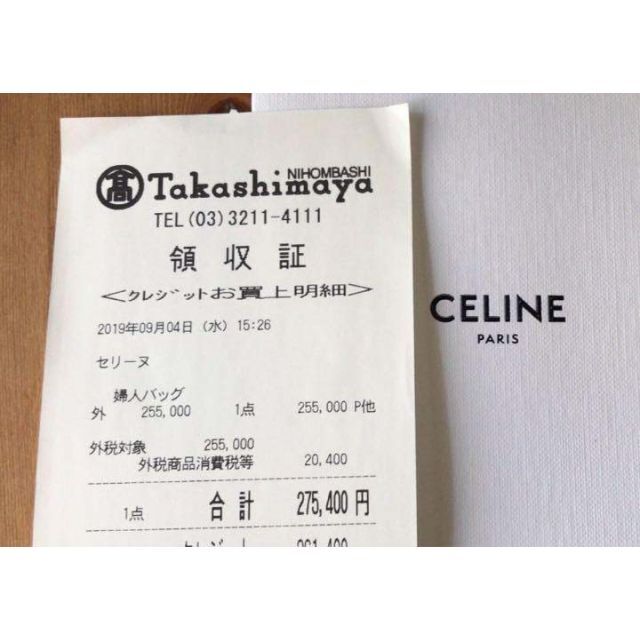 NIHOMBASHI
髙 Takashimaya
TEL(03)3211-4111
領収証
<クレジットお買上明細>
2019年09月04日(水)15:26
セリーヌ
婦人バッグ
外 255,000 1点 255,000 P他
外税対象 255,000
外税商品消費税等 20,400
1点 合計 275,400円
CELINE
PARIS